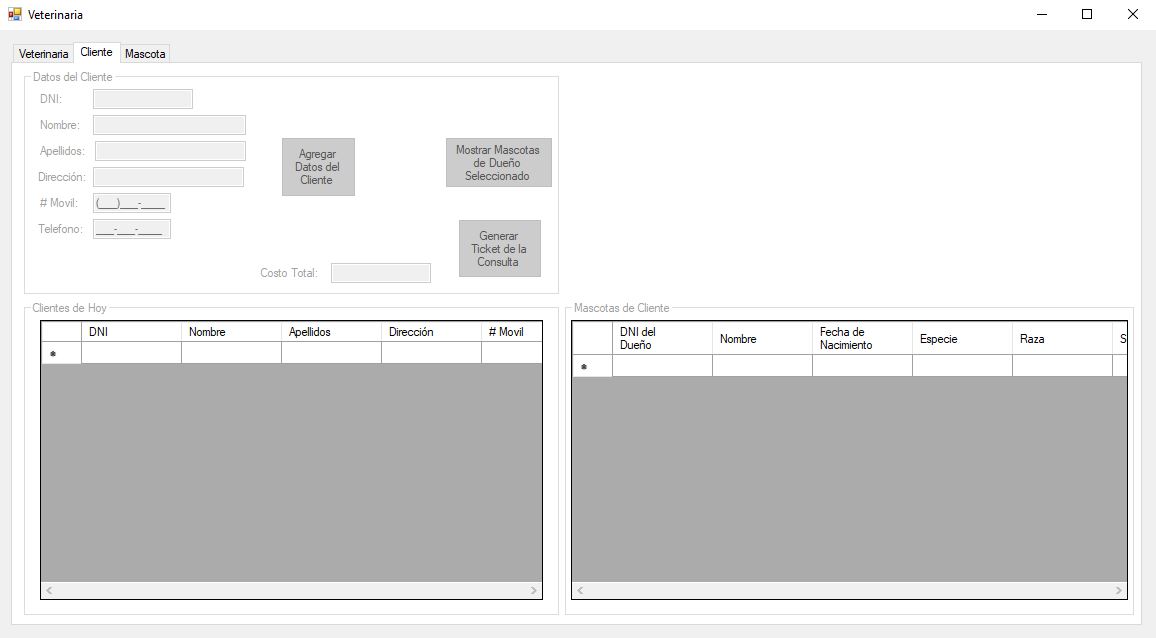 Veterinaria
Veterinaria Cliente Mascota
Datos del Cliente
DNI:
Nombre:
Apellidos:
Dirección:
# Movil: (___)___-____
Telefono: ___-___-____
Agregar
Datos del
Cliente
Mostrar Mascotas
de Dueño
Seleccionado
Generar
Ticket de la
Consulta
Costo Total:
Clientes de Hoy
DNI Nombre Apellidos Dirección # Movil
Mascotas de Cliente
DNI del
Dueño
Nombre
Fecha de
Nacimiento
Especie
Raza
S